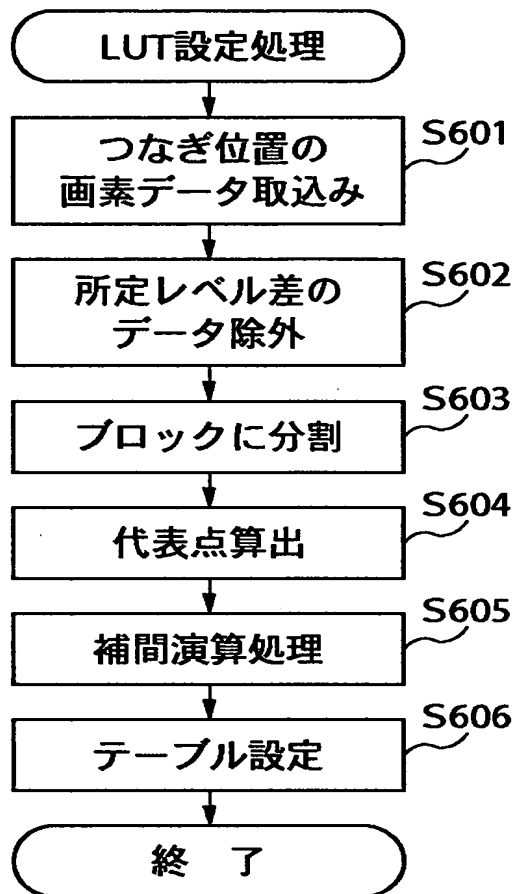 LUT設定処理
つなぎ位置の
画素データ取込み
S601
所定レベル差の
データ除外
S602
ブロックに分割
S603
代表点算出
S604
補間演算処理
S605
テーブル設定
S606
終 了